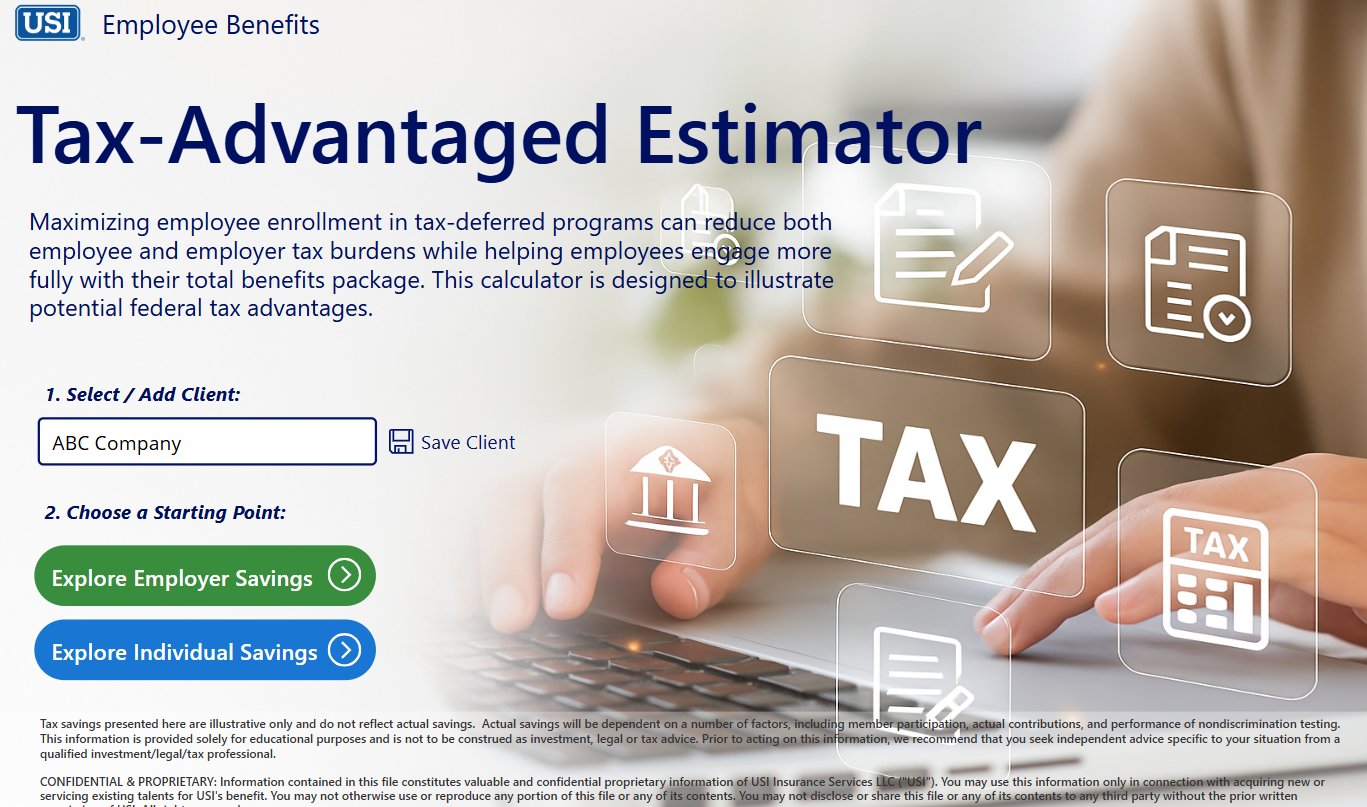 USI Employee Benefits
Tax-Advantaged Estimator
Maximizing employee enrollment in tax-deferred programs can reduce both
employee and employer tax burdens while helping employees engage more
fully with their total benefits package. This calculator is designed to illustrate
potential federal tax advantages.
1. Select / Add Client:
ABC Company
Save Client
2. Choose a Starting Point:
Explore Employer Savings
Explore Individual Savings
TAX
TAX
Tax savings presented here are illustrative only and do not reflect actual savings.  Actual savings will be dependent on a number of factors, including member participation, actual contributions, and performance of nondiscrimination testing.
This information is provided solely for educational purposes and is not to be construed as investment, legal or tax advice. Prior to acting on this information, we recommend that you seek independent advice specific to your situation from a
qualified investment/legal/tax professional.
CONFIDENTIAL & PROPRIETARY: Information contained in this file constitutes valuable and confidential proprietary information of USI Insurance Services LLC ("USI"). You may use this information only in connection with acquiring new or
servicing existing talents for USI's benefit. You may not otherwise use or reproduce any portion of this file or any of its contents. You may not disclose or share this file or any of its contents to any third party without the prior written